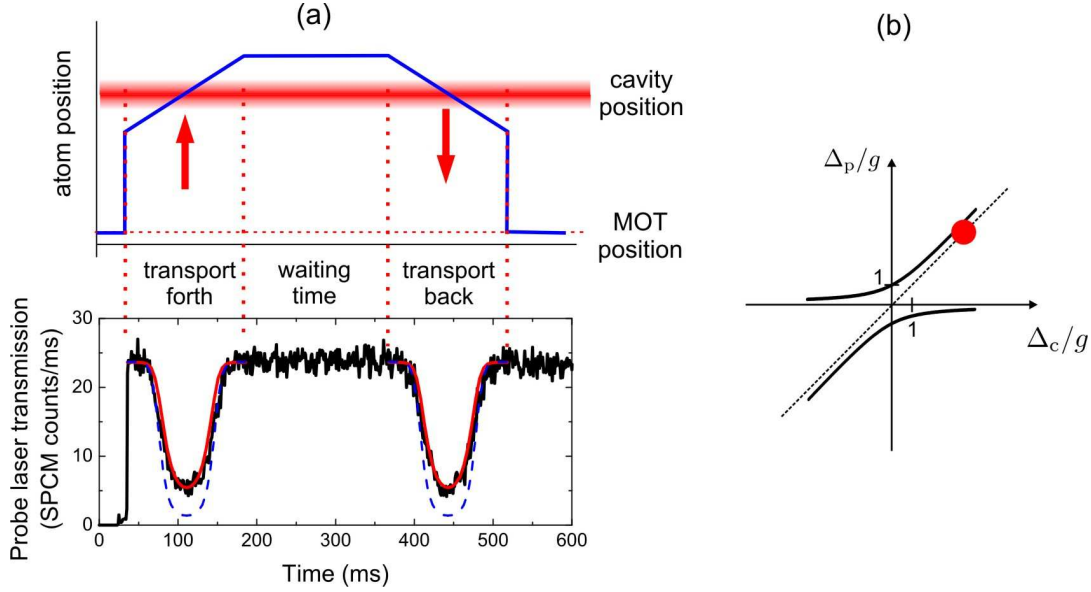 (a)
atom position
cavity
position
MOT
position
transport
forth
waiting
time
transport
back
Probe laser transmission
(SPCM counts/ms)
30
20
10
0
0
100
200
300
400
500
600
Time (ms)
(b)
Δp/g
1
1
Δc/g